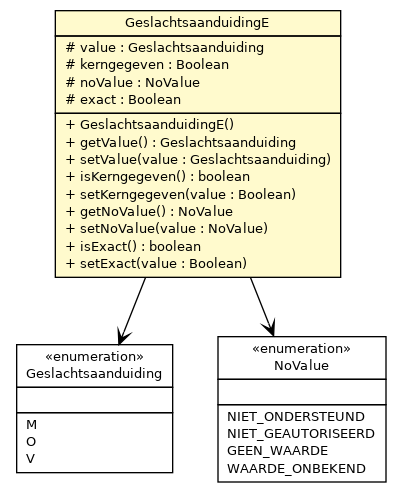 GeslachtsaanduidingE
# value : Geslachtsaanduiding
# kerngegeven : Boolean
# noValue : NoValue
# exact : Boolean
+ GeslachtsaanduidingE()
+ getValue() : Geslachtsaanduiding
+ setValue(value : Geslachtsaanduiding)
+ isKerngegeven() : boolean
+ setKerngegeven(value : Boolean)
+ getNoValue() : NoValue
+ setNoValue(value : NoValue)
+ isExact() : boolean
+ setExact(value : Boolean)
«enumeration»
Geslachtsaanduiding
M
O
V
«enumeration»
NoValue
NIET_ONDERSTEUND
NIET_GEAUTORISEERD
GEEN_WAARDE
WAARDE_ONBEKEND